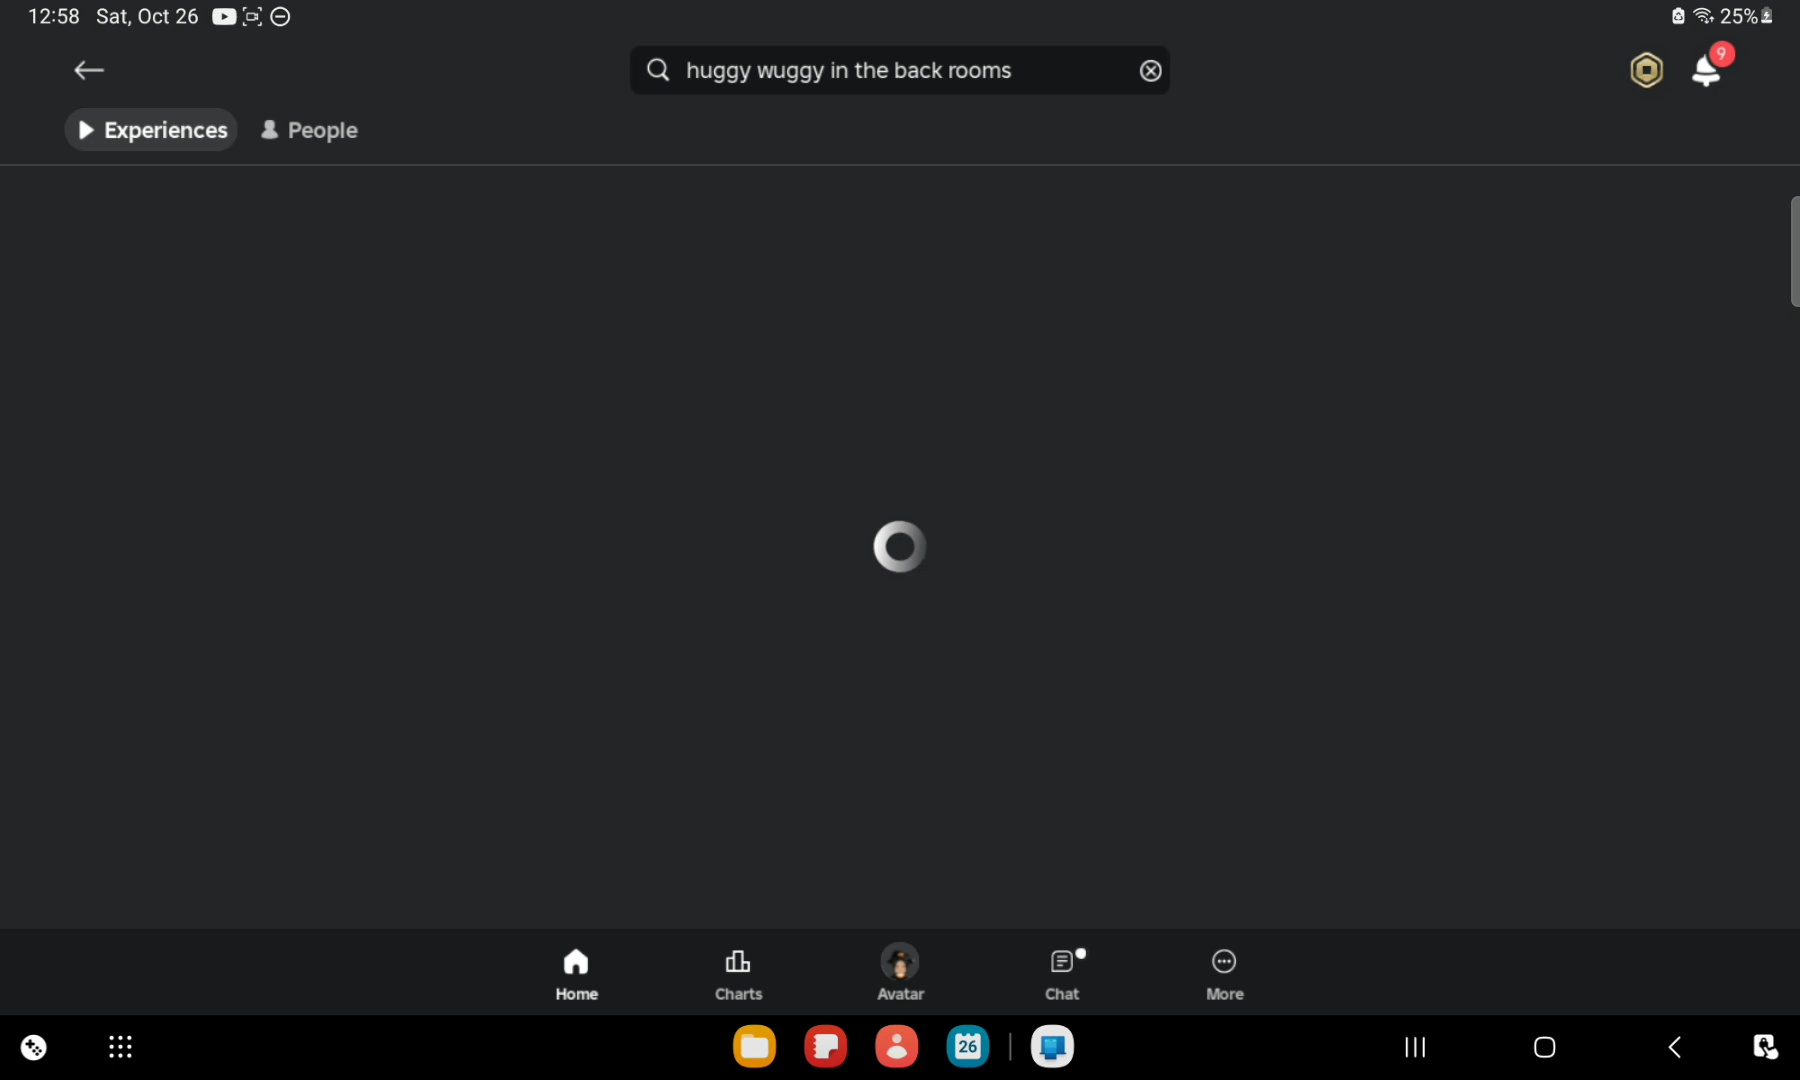 12:58 Sat, Oct 26
25%
huggy wuggy in the back rooms
9
Experiences
People
Home
Charts
Avatar
Chat
More
26